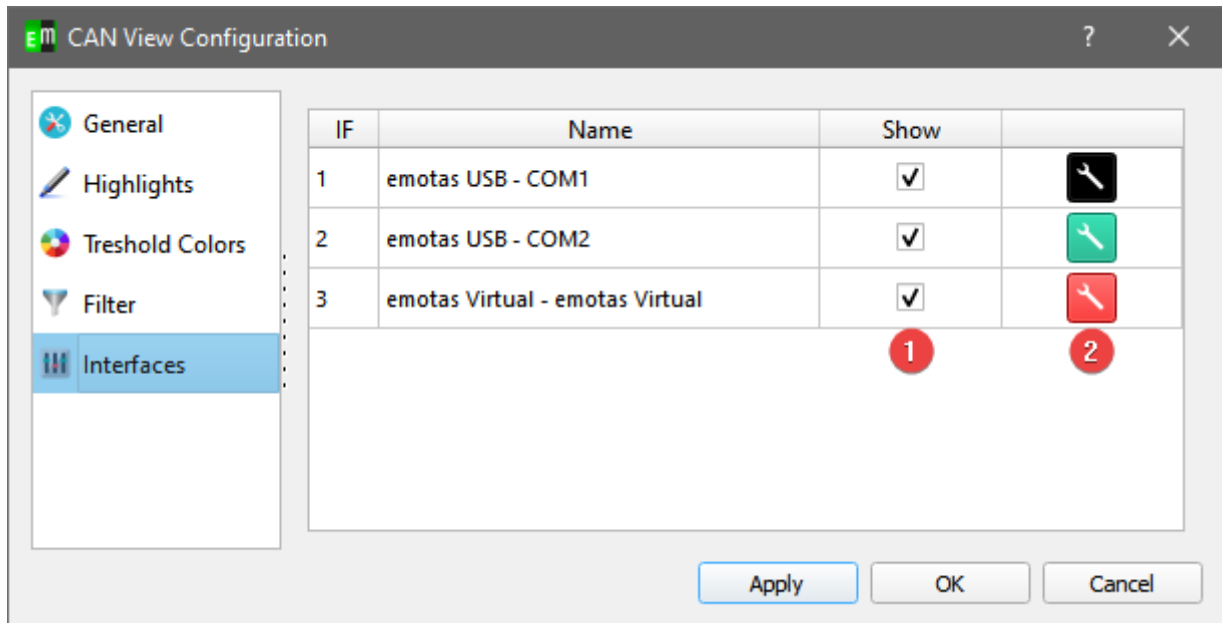 EM CAN View Configuration ? ✕
General
Highlights
Treshold Colors
Filter
Interfaces
IF Name Show
1 emotas USB - COM1
2 emotas USB - COM2
3 emotas Virtual - emotas Virtual
1 2
Apply OK Cancel